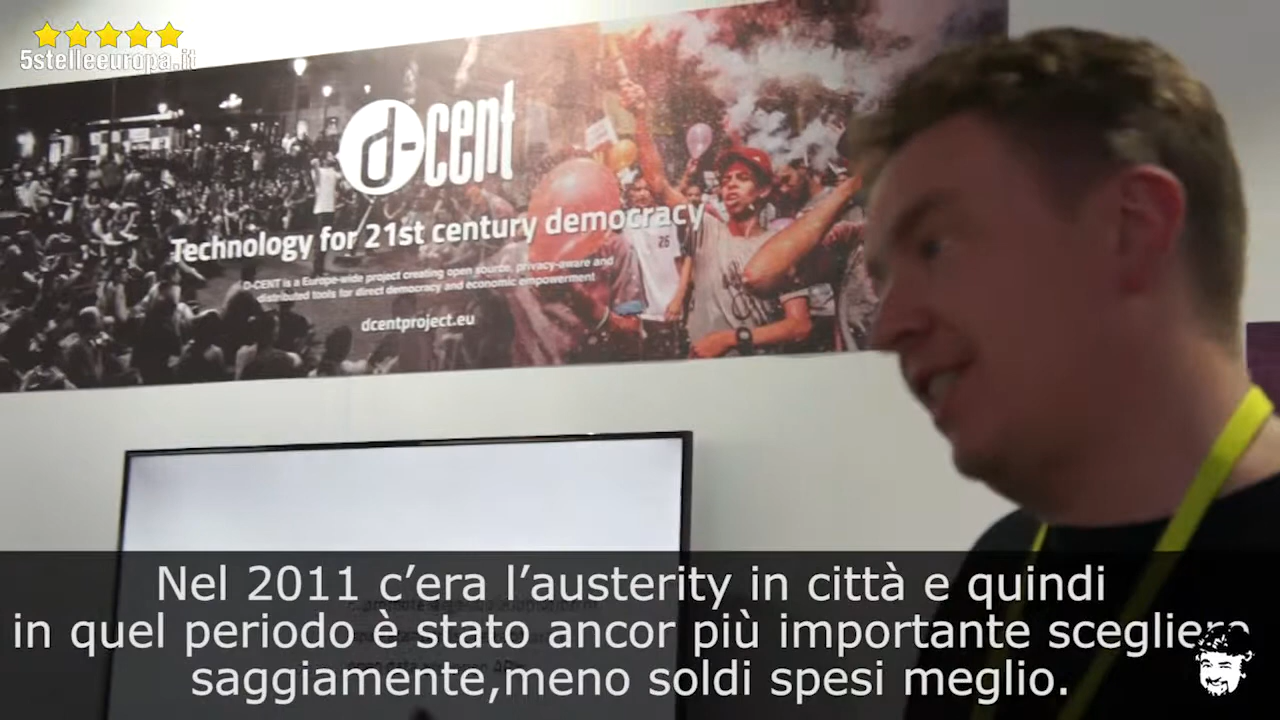 5stelleeuropa.it
d-cent
Technology for 21st century democracy
D-CENT is a Europe-wide project creating open source, privacy-aware and
distributed tools for direct democracy and economic empowerment
dcentproject.eu
26
Nel 2011 c’era l’austerity in città e quindi
in quel periodo è stato ancor più importante scegliere
saggiamente,meno soldi spesi meglio.